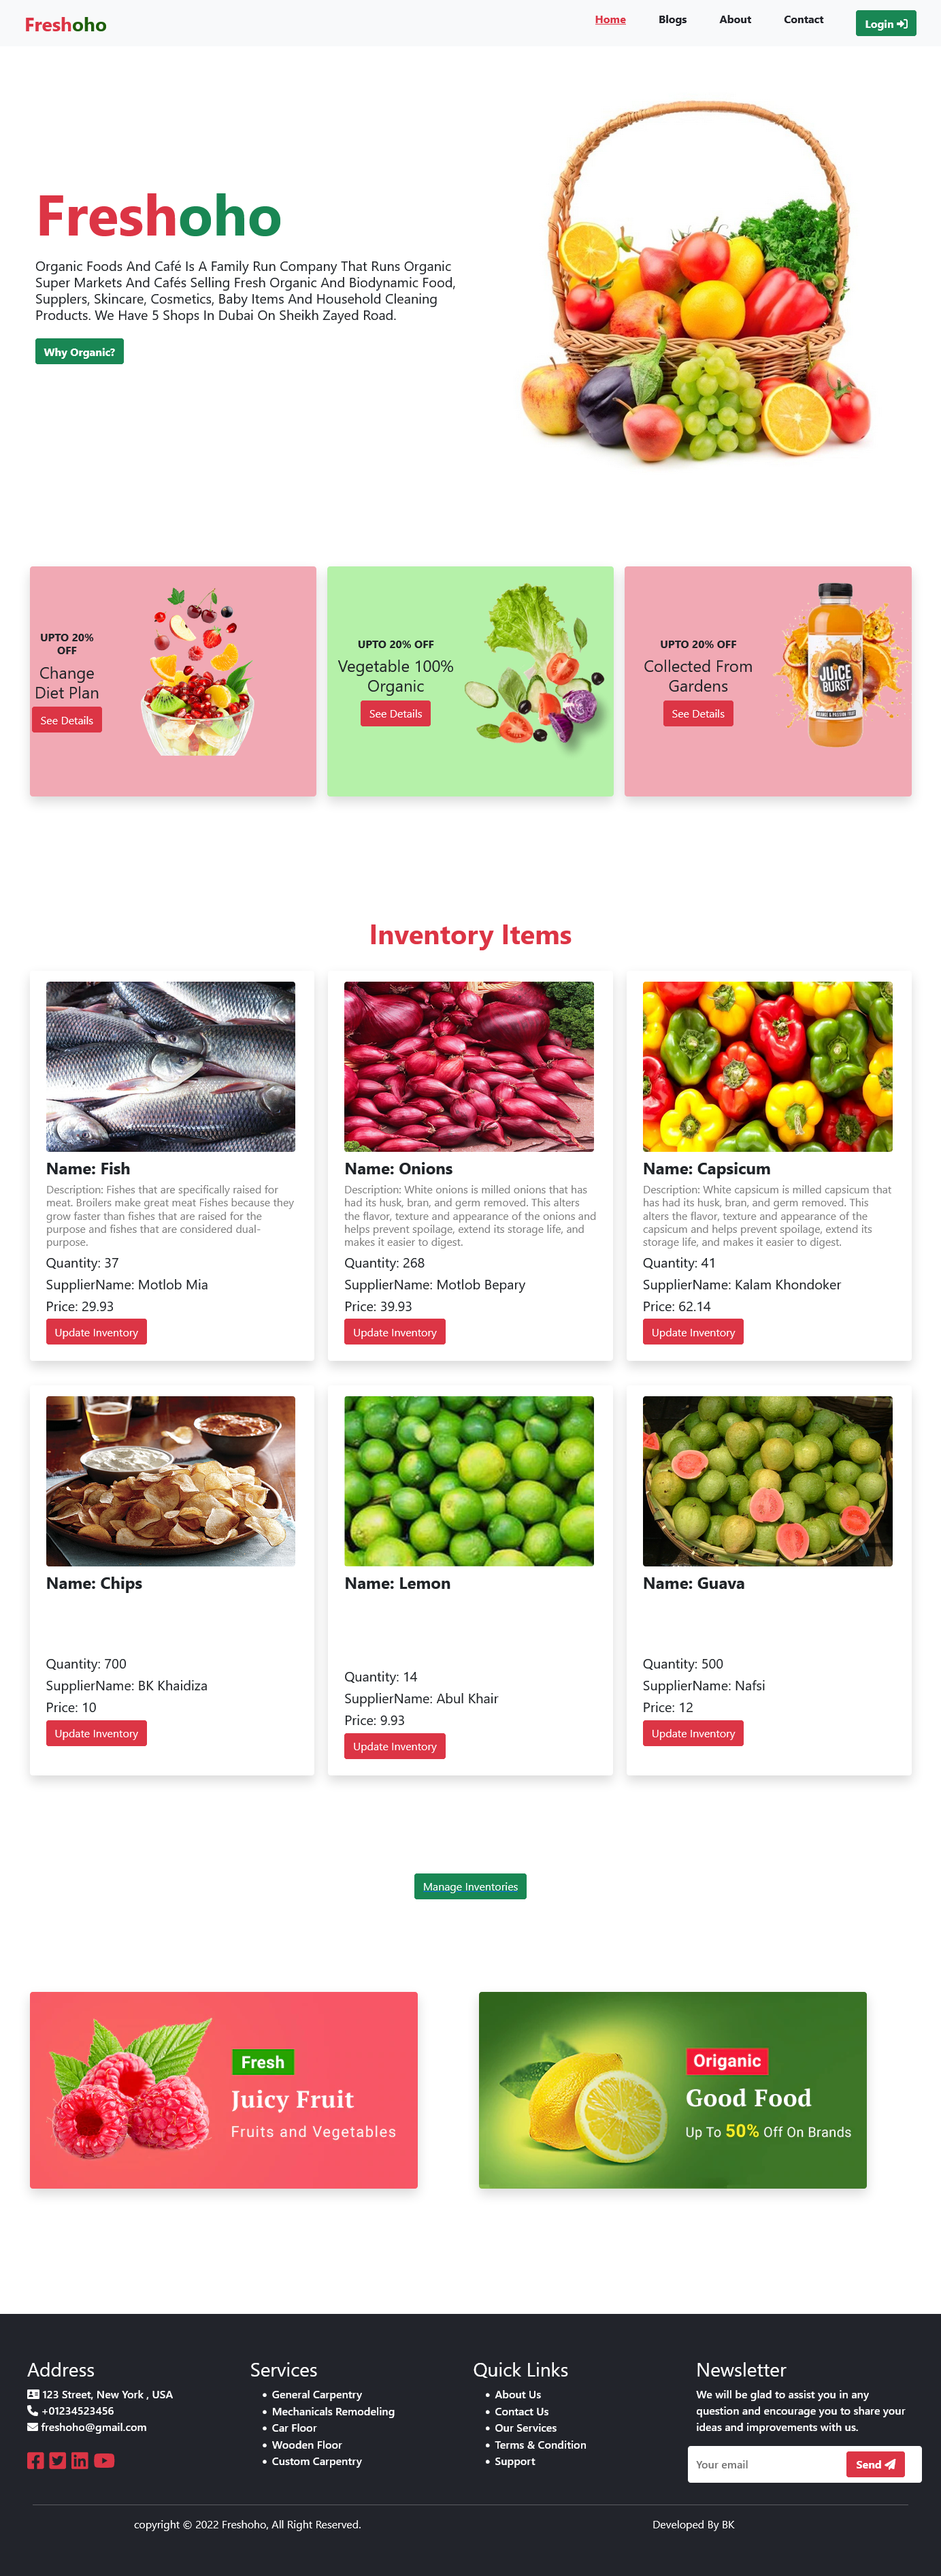 Freshoho
Home
Blogs
About
Contact
Login
Freshoho
Organic Foods And Café Is A Family Run Company That Runs Organic
Super Markets And Cafés Selling Fresh Organic And Biodynamic Food,
Supplers, Skincare, Cosmetics, Baby Items And Household Cleaning
Products. We Have 5 Shops In Dubai On Sheikh Zayed Road.
Why Organic?
UPTO 20%
OFF
Change
Diet Plan
See Details
UPTO 20% OFF
Vegetable 100%
Organic
See Details
UPTO 20% OFF
Collected From
Gardens
See Details
JUICE
BURST
Inventory Items
Name: Fish
Description: Fishes that are specifically raised for
meat. Broilers make great meat Fishes because they
grow faster than fishes that are raised for the
purpose and fishes that are considered dual-
purpose.
Quantity: 37
SupplierName: Motlob Mia
Price: 29.93
Update Inventory
Name: Onions
Description: White onions is milled onions that has
had its husk, bran, and germ removed. This alters
the flavor, texture and appearance of the onions and
helps prevent spoilage, extend its storage life, and
makes it easier to digest.
Quantity: 268
SupplierName: Motlob Bepary
Price: 39.93
Update Inventory
Name: Capsicum
Description: White capsicum is milled capsicum that
has had its husk, bran, and germ removed. This
alters the flavor, texture and appearance of the
capsicum and helps prevent spoilage, extend its
storage life, and makes it easier to digest.
Quantity: 41
SupplierName: Kalam Khondoker
Price: 62.14
Update Inventory
Name: Chips
Quantity: 700
SupplierName: BK Khaidiza
Price: 10
Update Inventory
Name: Lemon
Quantity: 14
SupplierName: Abul Khair
Price: 9.93
Update Inventory
Name: Guava
Quantity: 500
SupplierName: Nafsi
Price: 12
Update Inventory
Manage Inventories
Fresh
Juicy Fruit
Fruits and Vegetables
Origanic
Good Food
Up To 50% Off On Brands
Address
123 Street, New York , USA
+01234523456
freshoho@gmail.com
Services
• General Carpentry
• Mechanicals Remodeling
• Car Floor
• Wooden Floor
• Custom Carpentry
Quick Links
• About Us
• Contact Us
• Our Services
• Terms & Condition
• Support
Newsletter
We will be glad to assist you in any
question and encourage you to share your
ideas and improvements with us.
Your email
Send
copyright © 2022 Freshoho, All Right Reserved.
Developed By BK